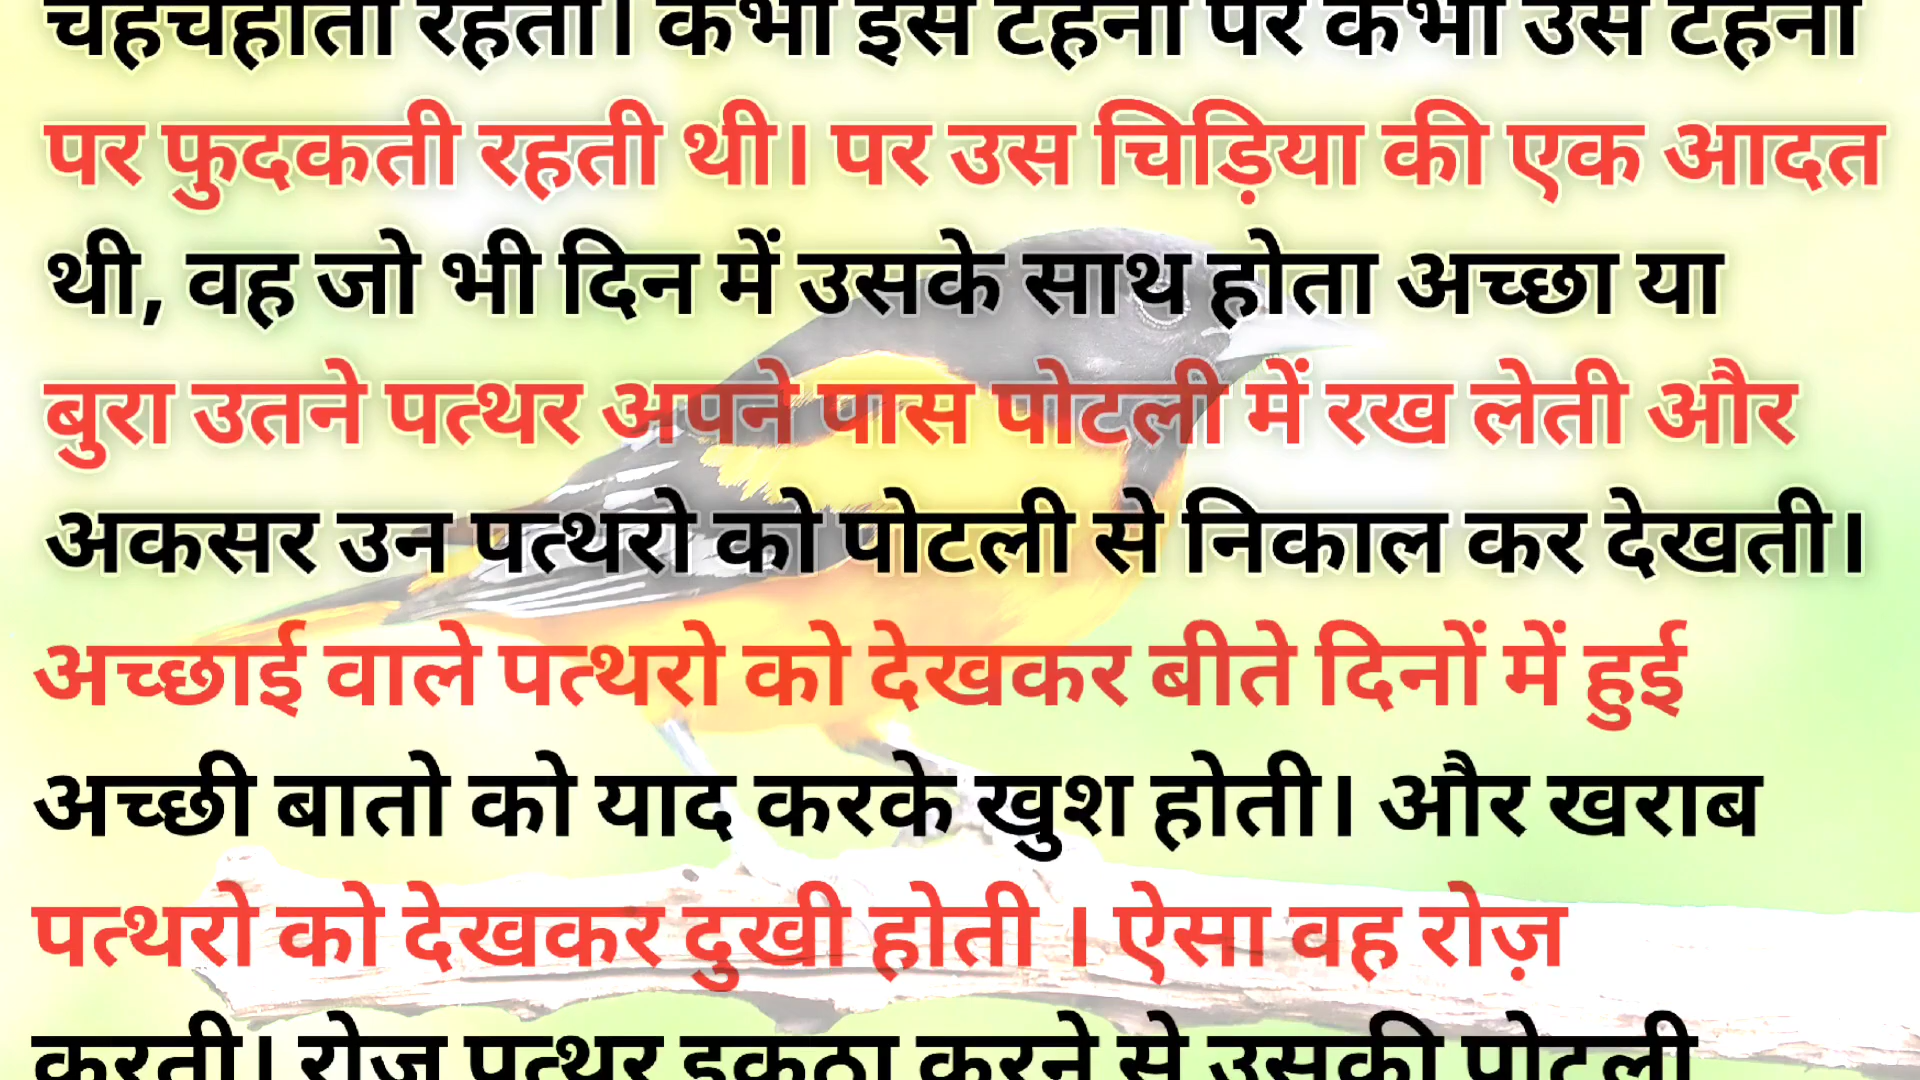 चहचहाती रहती। कभी इस टहनी पर कभी उस टहनी
पर फुदकती रहती थी। पर उस चिड़िया की एक आदत
थी, वह जो भी दिन में उसके साथ होता अच्छा या
बुरा उतने पत्थर अपने पास पोटली में रख लेती और
अकसर उन पत्थरो को पोटली से निकाल कर देखती।
अच्छाई वाले पत्थरो को देखकर बीते दिनों में हुई
अच्छी बातो को याद करके खुश होती। और खराब
पत्थरो को देखकर दुखी होती । ऐसा वह रोज़
करती। रोज़ पत्थर इकठा करने से उसकी पोटली